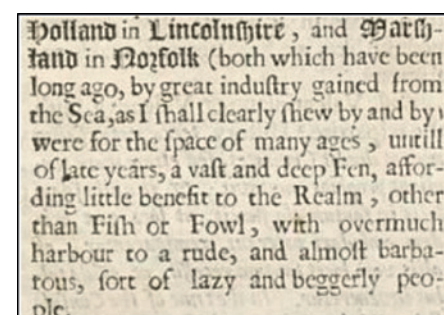 Holland in Lincolnſhire, and Marſh-
land in Norfolk (both which have been
long ago, by great induſtry gained from
the Sea, as I ſhall clearly ſhew by and by)
were for the ſpace of many ages, untill
of late years, a vaſt and deep Fen, affor-
ding little benefit to the Realm, other
than Fiſh or Fowl, with overmuch
harbour to a rude, and almoſt barba-
rous, ſort of lazy and beggerly peo-
ple.